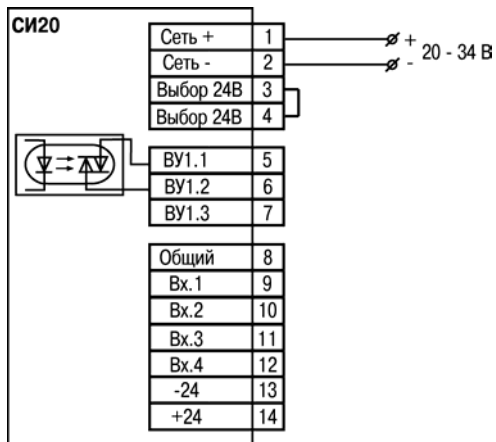 СИ20
Сеть + 1
Сеть - 2
Выбор 24В 3
Выбор 24В 4
+
- 20 - 34 В
ВУ1.1 5
ВУ1.2 6
ВУ1.3 7
Общий 8
Вх.1 9
Вх.2 10
Вх.3 11
Вх.4 12
-24 13
+24 14